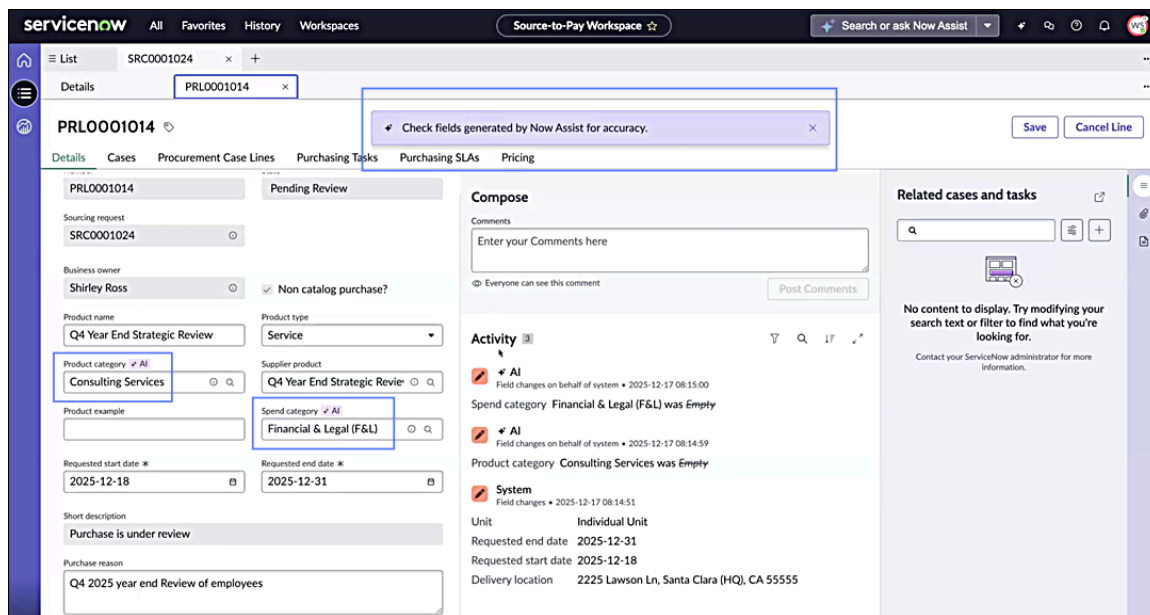 servicenow All Favorites History Workspaces Source-to-Pay Workspace Search or ask Now Assist WS
List SRC0001024 × +
Details PRL0001014 ×
PRL0001014
Check fields generated by Now Assist for accuracy. ×
Save Cancel Line
Details Cases Procurement Case Lines Purchasing Tasks Purchasing SLAs Pricing
PRL0001014 Pending Review
Sourcing request
SRC0001024
Business owner
Shirley Ross Non catalog purchase?
Product name Product type
Q4 Year End Strategic Review Service
Product category AI Supplier product
Consulting Services Q4 Year End Strategic Review
Product example Spend category AI
Financial & Legal (F&L)
Requested start date * Requested end date *
2025-12-18 2025-12-31
Short description
Purchase is under review
Purchase reason
Q4 2025 year end Review of employees
Compose
Comments
Enter your Comments here
Everyone can see this comment Post Comments
Activity 3
AI
Field changes on behalf of system • 2025-12-17 08:15:00
Spend category Financial & Legal (F&L) was Empty
AI
Field changes on behalf of system • 2025-12-17 08:14:59
Product category Consulting Services was Empty
System
Field changes • 2025-12-17 08:14:51
Unit Individual Unit
Requested end date 2025-12-31
Requested start date 2025-12-18
Delivery location 2225 Lawson Ln, Santa Clara (HQ), CA 55555
Related cases and tasks
No content to display. Try modifying your
search text or filter to find what you're
looking for.
Contact your ServiceNow administrator for more
information.